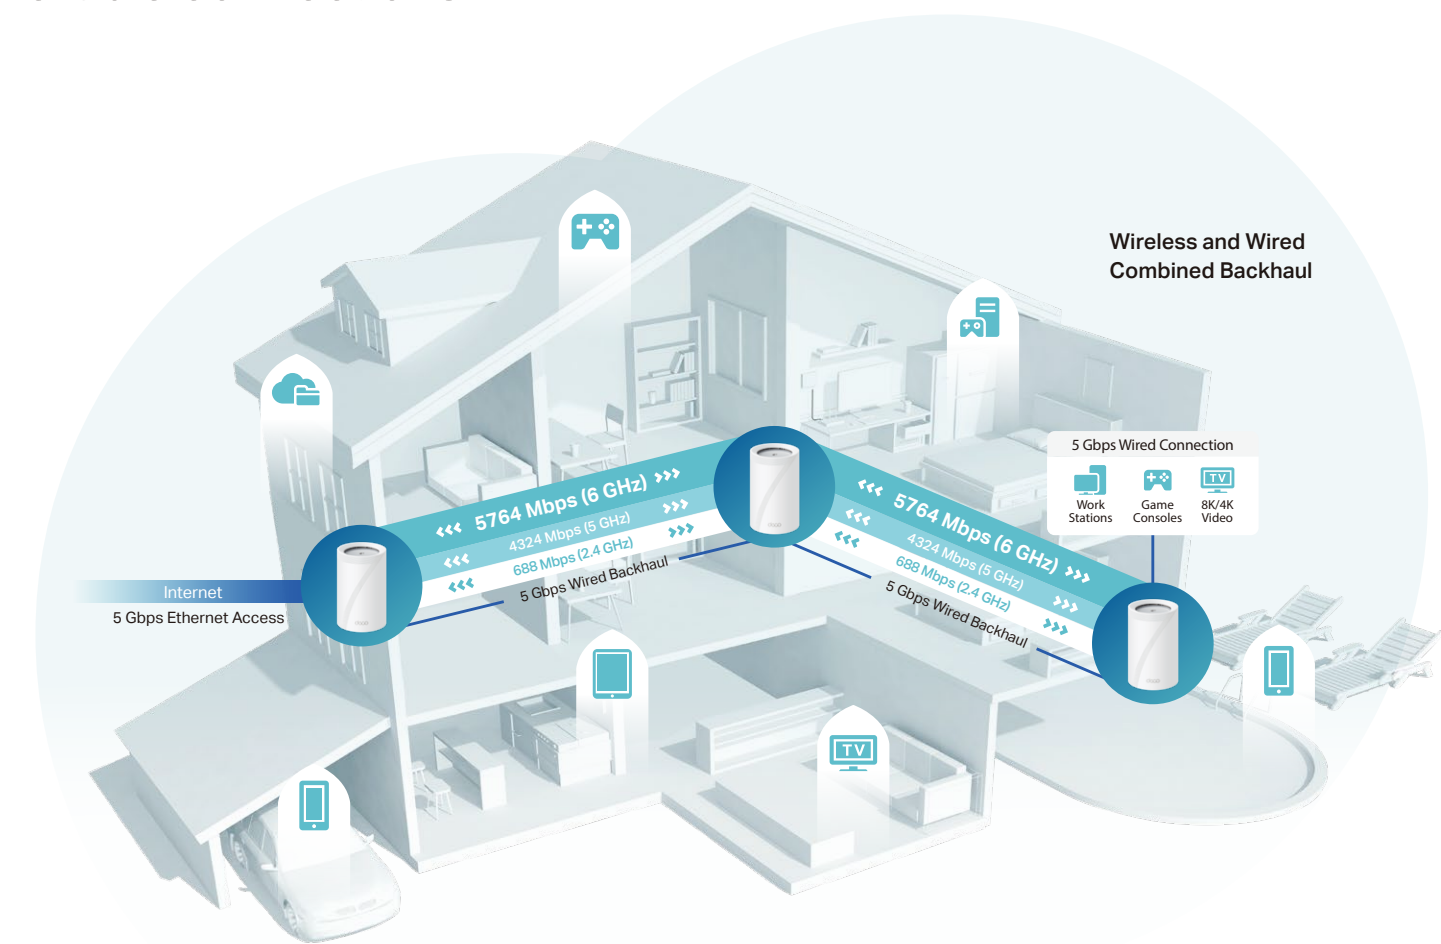 Wireless and Wired
Combined Backhaul
5 Gbps Wired Connection
Work
Stations
Game
Consoles
TV
8K/4K
Video
5764 Mbps (6 GHz)
4324 Mbps (5 GHz)
688 Mbps (2.4 GHz)
5 Gbps Wired Backhaul
5764 Mbps (6 GHz)
4324 Mbps (5 GHz)
688 Mbps (2.4 GHz)
5 Gbps Wired Backhaul
Internet
5 Gbps Ethernet Access
TV